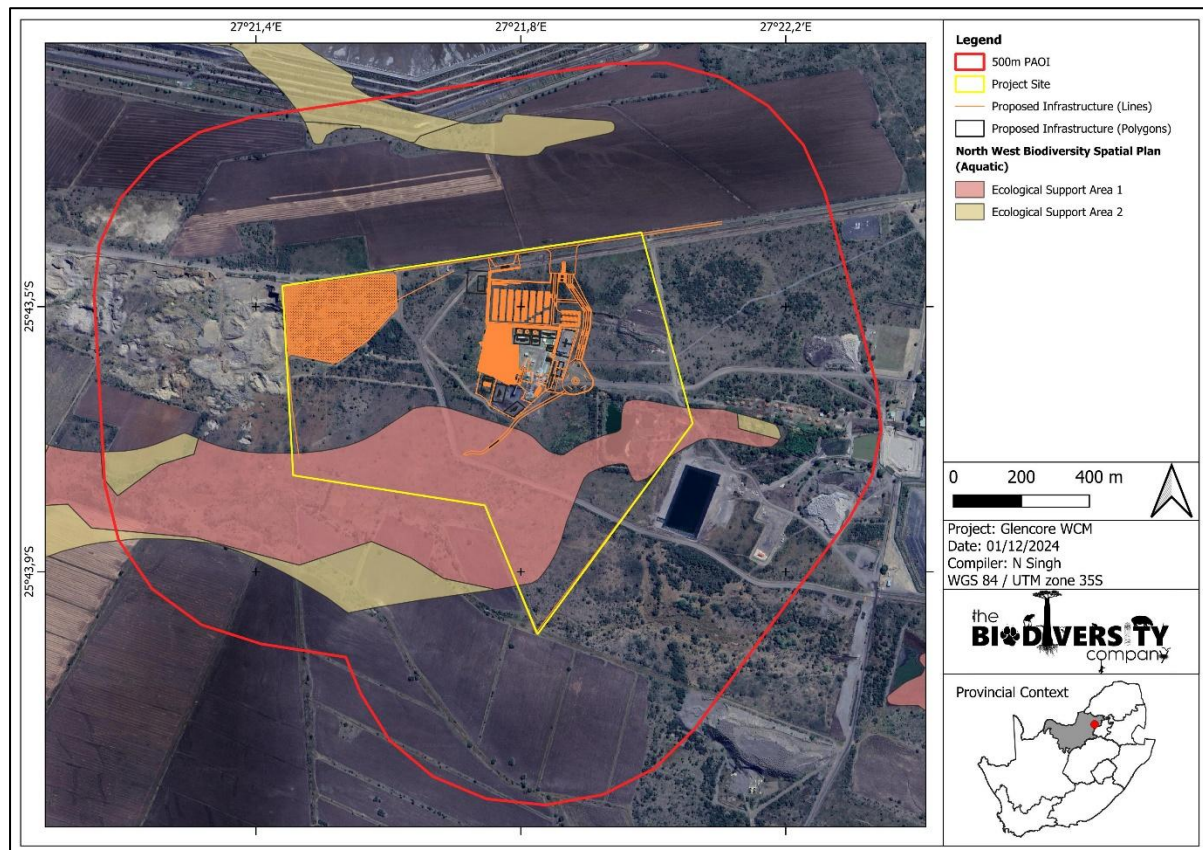 27°21,4'E
27°21,8'E
27°22,2'E
25°43,5'S
25°43,9'S
Legend
500m PAOI
Project Site
Proposed Infrastructure (Lines)
Proposed Infrastructure (Polygons)
North West Biodiversity Spatial Plan
(Aquatic)
Ecological Support Area 1
Ecological Support Area 2
0 200 400 m
Project: Glencore WCM
Date: 01/12/2024
Compiler: N Singh
WGS 84 / UTM zone 35S
the
BIODIVERSITY
company
Provincial Context